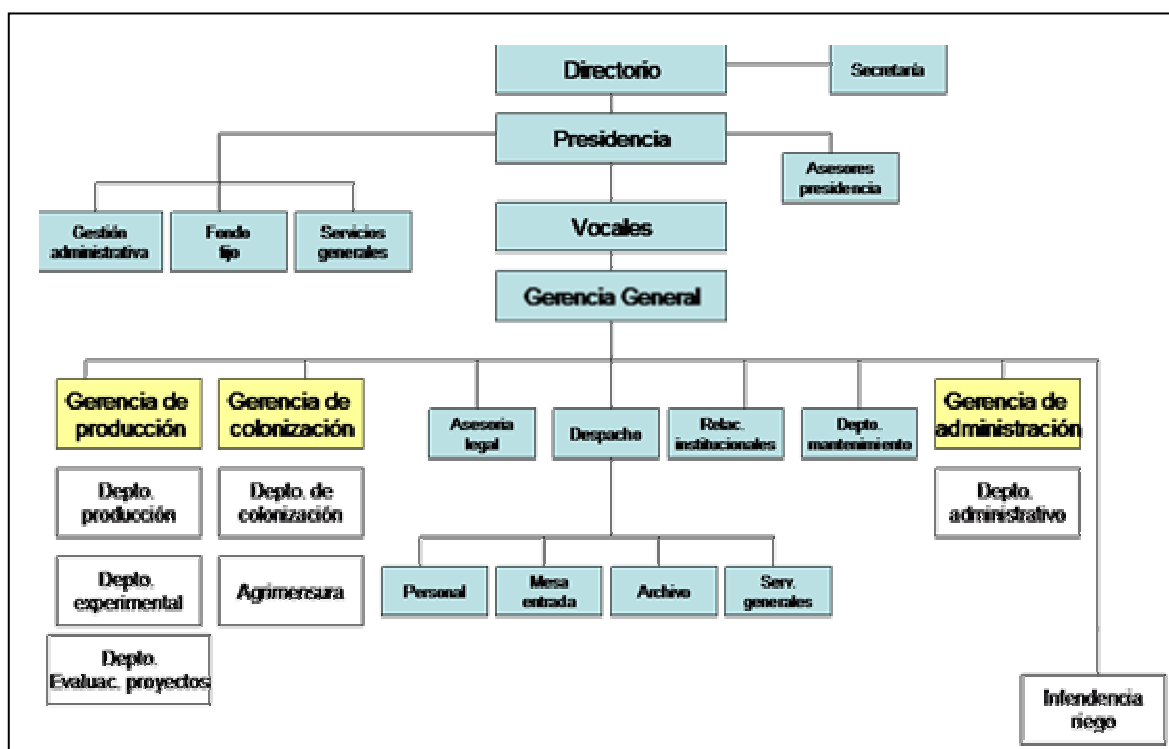 Directorio
Secretaría
Presidencia
Asesores
presidencia
Gestión
administrativa
Fondo
fijo
Servicios
generales
Vocales
Gerencia General
Gerencia de
producción
Gerencia de
colonización
Asesoria
legal
Despacho
Relac.
institucionales
Depto.
mantenimiento
Gerencia de
administración
Depto.
producción
Depto. de
colonización
Depto.
administrativo
Depto.
experimental
Agrimensura
Personal
Mesa
entrada
Archivo
Serv.
generales
Depto.
Evaluac. proyectos
Intendencia
riego